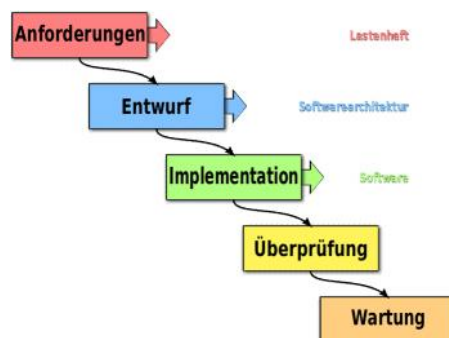 Anforderungen
Lastenheft
Entwurf
Softwarearchitektur
Implementation
Software
Überprüfung
Wartung